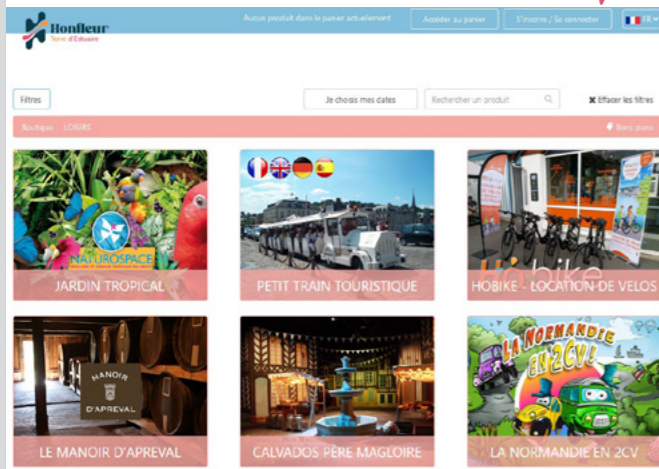 Honfleur
Terre d'Estuaire
Aucun produit dans le panier actuellement
Accéder au panier
S'inscrire / Se connecter
FR
Filtres
Je choisis mes dates
Rechercher un produit
Effacer les filtres
Boutique
LOISIRS
Bons plans
NATUROSPACE
JARDIN TROPICAL
PETIT TRAIN TOURISTIQUE
Hobike
HOBIKE - LOCATION DE VELOS
MANOIR
D'APREVAL
LE MANOIR D'APREVAL
CALVADOS PÈRE MAGLOIRE
LA NORMANDIE
EN 2CV!
LA NORMANDIE EN 2CV